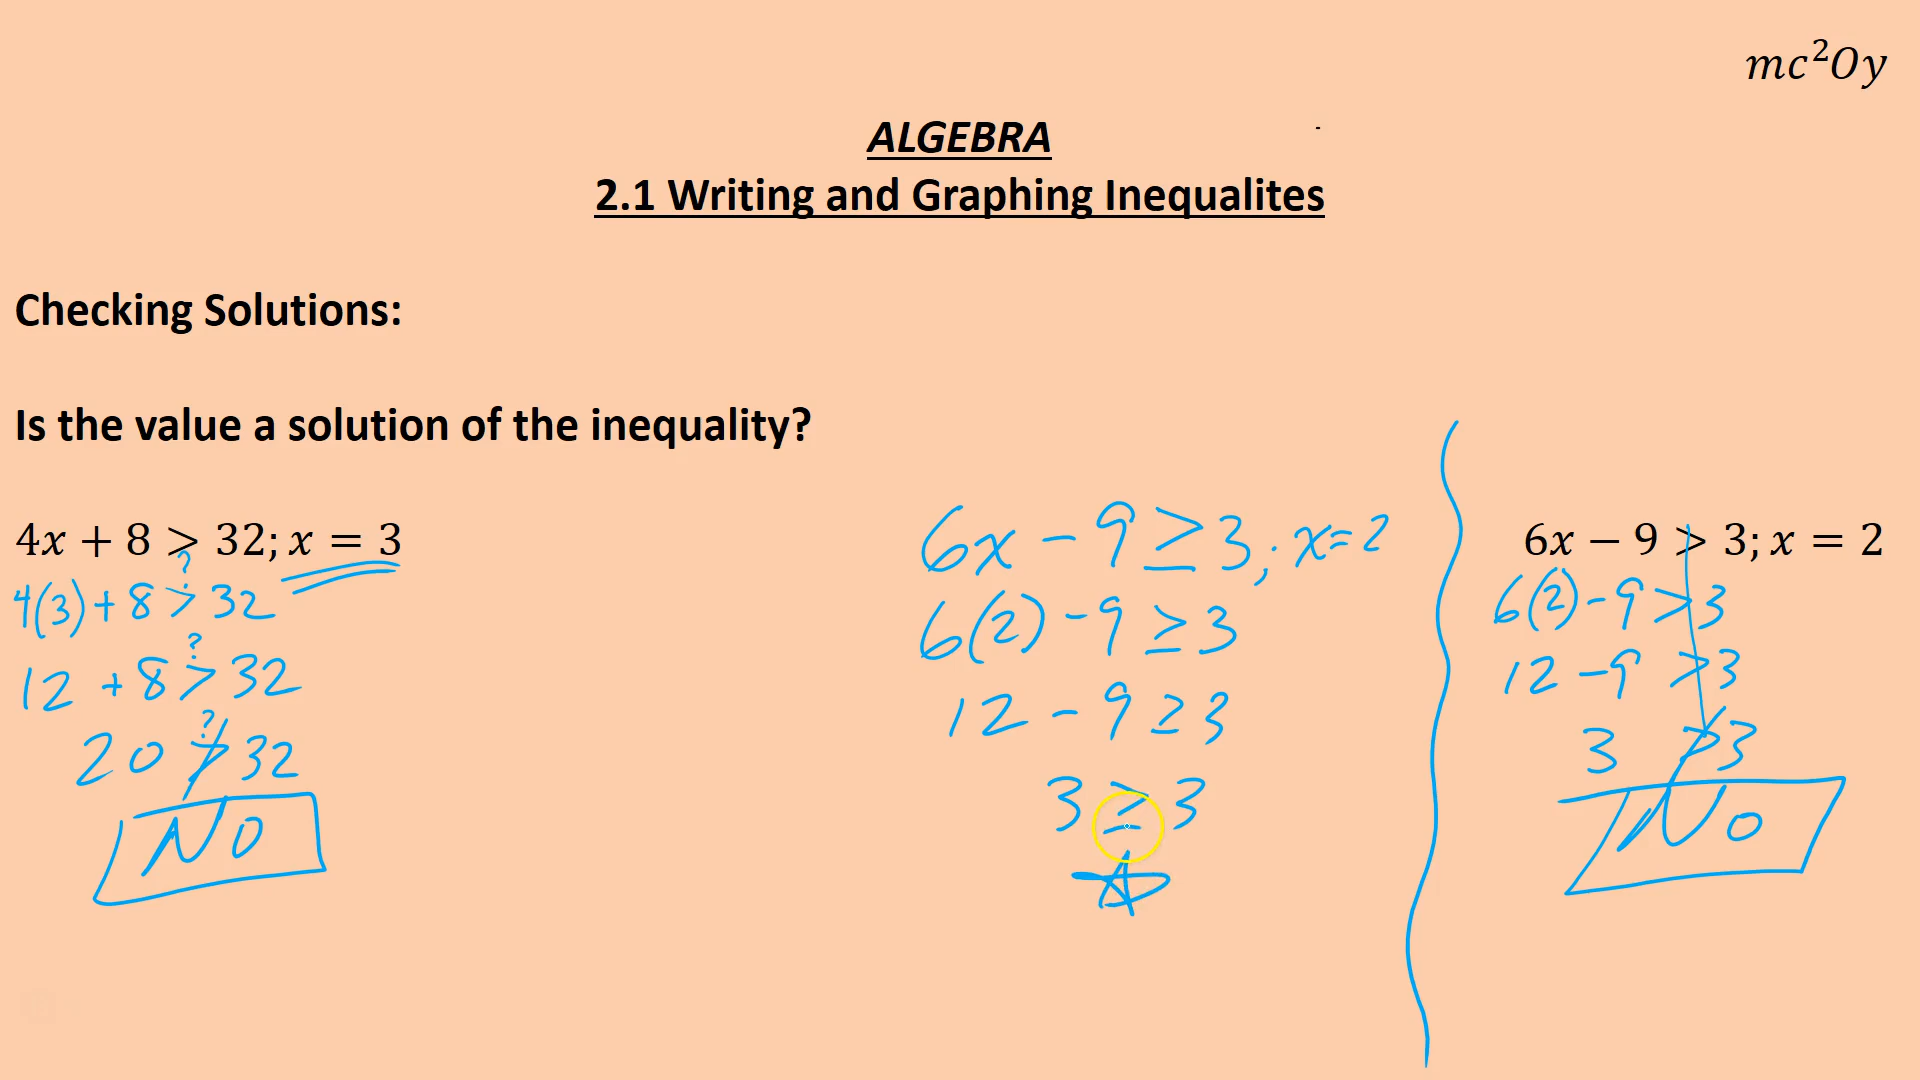 mc²Oy
ALGEBRA
2.1 Writing and Graphing Inequalites
Checking Solutions:
Is the value a solution of the inequality?
4x + 8 > 32; x = 3
4(3) + 8 >? 32
12 + 8 >? 32
20 ≯? 32
No
6x - 9 ≥ 3; x = 2
6(2) - 9 ≥ 3
12 - 9 ≥ 3
3 ≥ 3
6x − 9 > 3; x = 2
6(2) - 9 > 3
12 - 9 > 3
3 ≯ 3
No